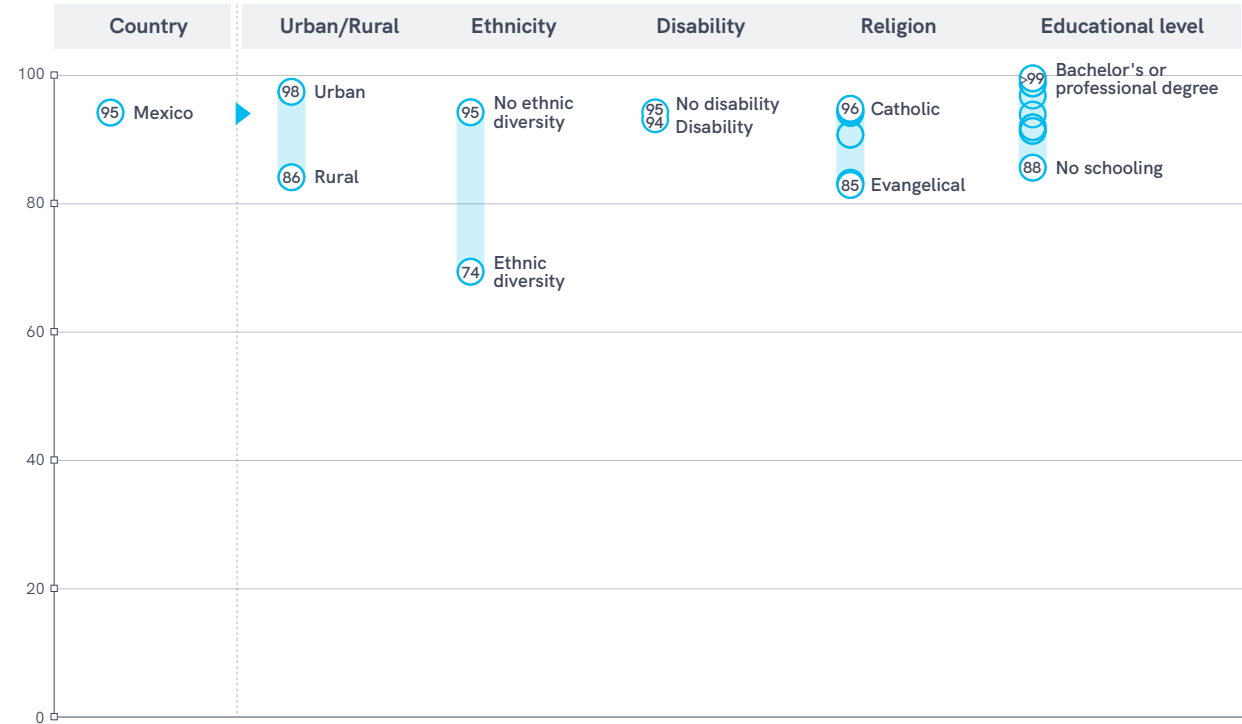 Country
Urban/Rural
Ethnicity
Disability
Religion
Educational level
100
80
60
40
20
0
95 Mexico
98 Urban
86 Rural
95 No ethnic
diversity
74 Ethnic
diversity
95 No disability
94 Disability
96 Catholic
85 Evangelical
>99 Bachelor's or
professional degree
88 No schooling